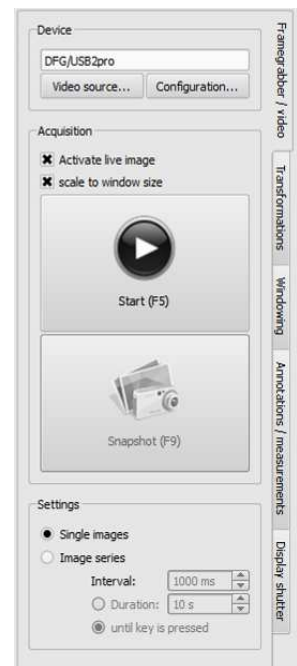 Device
DFG/USB2pro
Video source...
Configuration...
Acquisition
Activate live image
scale to window size
Start (F5)
Snapshot (F9)
Settings
Single images
Image series
Interval: 1000 ms
Duration: 10 s
until key is pressed
Framegrabber / video
Transformations
Windowing
Annotations / measurements
Display shutter